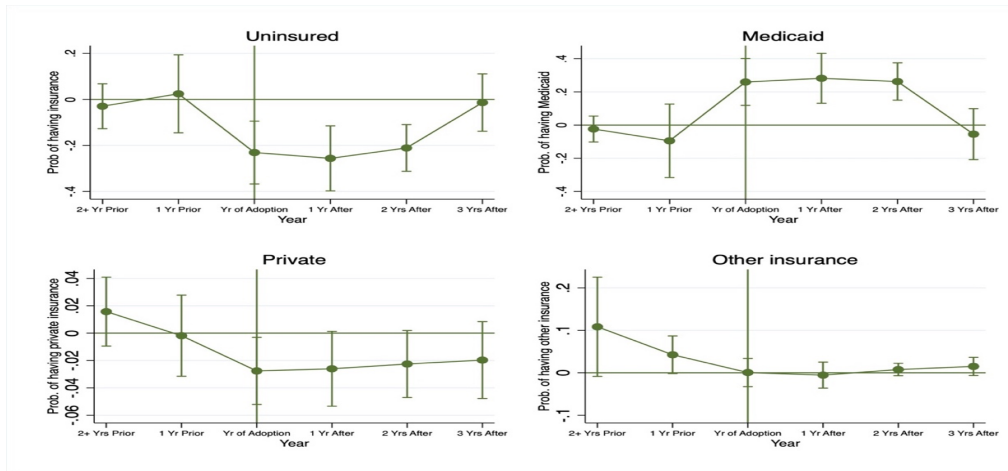 Uninsured
Prob of having insurance
.2
0
-.2
-.4
2+ Yr Prior 1 Yr Prior Yr of Adoption 1 Yr After 2 Yrs After 3 Yrs After
Year
Medicaid
Prob. of having Medicaid
.4
.2
0
-.2
-.4
2+ Yrs Prior 1 Yr Prior Yr of Adoption 1 Yr After 2 Yrs After 3 Yrs After
Year
Private
Prob. of having private insurance
.04
.02
0
-.02
-.04
-.06
2+ Yrs Prior 1 Yr Prior Yr of Adoption 1 Yr After 2 Yrs After 3 Yrs After
Year
Other insurance
Prob. of having other insurance
.2
.1
0
-.1
2+ Yrs Prior 1 Yr Prior Yr of Adoption 1 Yr After 2 Yrs After 3 Yrs After
Year